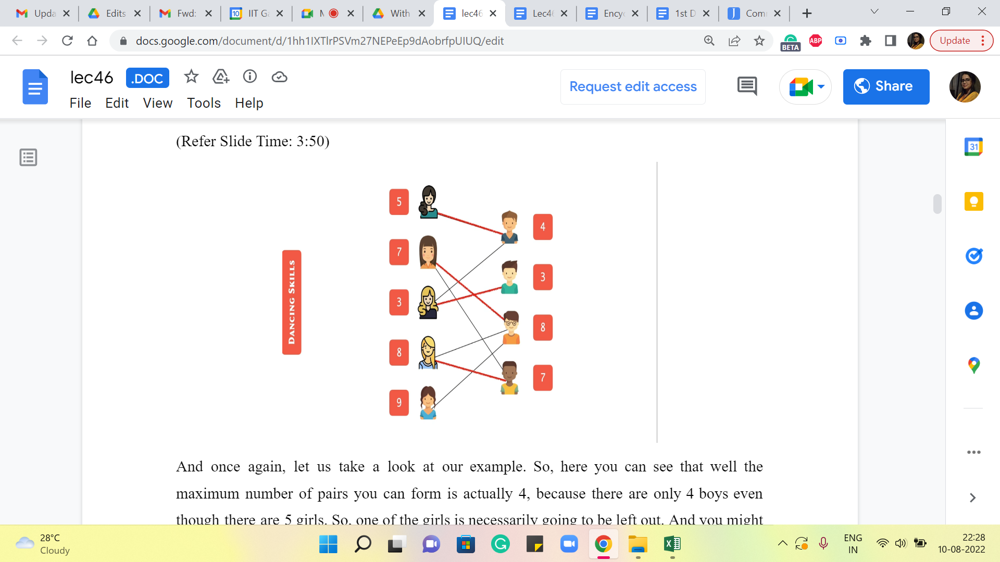 Upda
Edits
Fwd:
10
IIT Ga
M
With
lec46
Lec46
Ency
1st D
Com
docs.google.com/document/d/1hh1IXTlrPSVm27NEPeEp9dAobrfpUIUQ/edit
BETA
ABP
Update
lec46
.DOC
Request edit access
Share
File Edit View Tools Help
31
(Refer Slide Time: 3:50)
DANCING SKILLS
5
4
7
3
3
8
8
7
9
And once again, let us take a look at our example. So, here you can see that well the
maximum number of pairs you can form is actually 4, because there are only 4 boys even
though there are 5 girls. So, one of the girls is necessarily going to be left out. And you might
28°C
Cloudy
ENG
IN
22:28
10-08-2022